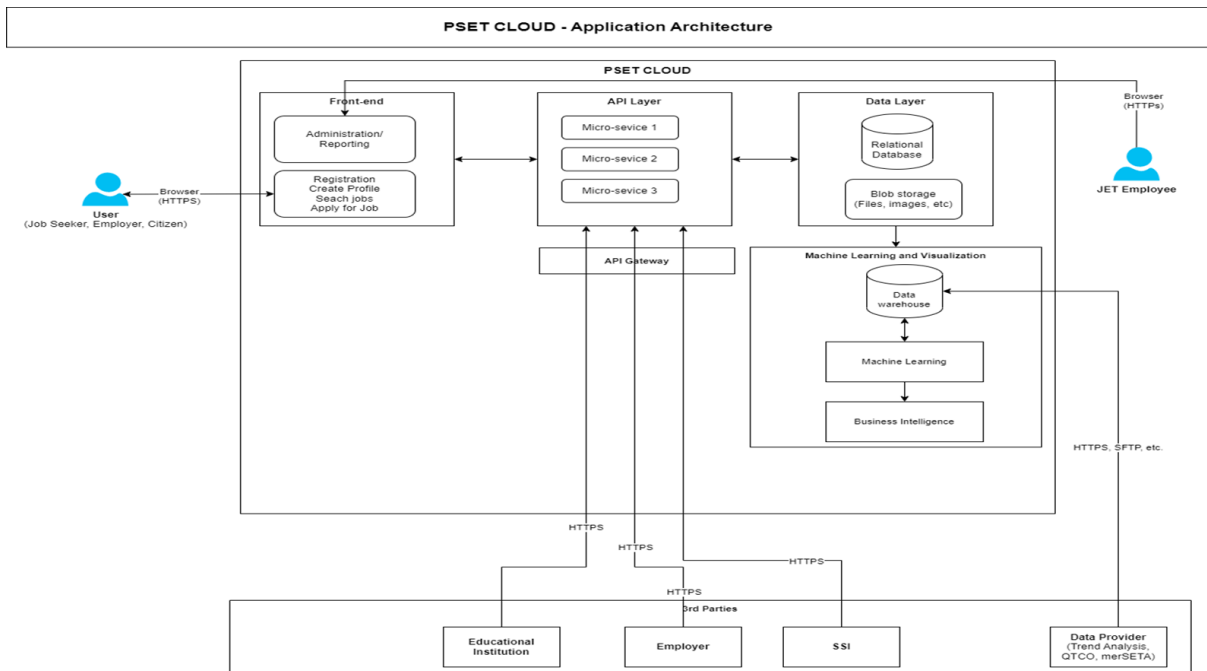 PSET CLOUD - Application Architecture
PSET CLOUD
Front-end
Administration/
Reporting
Registration
Create Profile
Seach jobs
Apply for Job
API Layer
Micro-sevice 1
Micro-sevice 2
Micro-sevice 3
API Gateway
Data Layer
Relational
Database
Blob storage
(Files, images, etc)
Machine Learning and Visualization
Data
warehouse
Machine Learning
Business Intelligence
Browser
(HTTPS)
User
(Job Seeker, Employer, Citizen)
Browser
(HTTPs)
JET Employee
HTTPS, SFTP, etc.
HTTPS
HTTPS
HTTPS
HTTPS
3rd Parties
Educational
Institution
Employer
SSI
Data Provider
(Trend Analysis,
QTCO, merSETA)